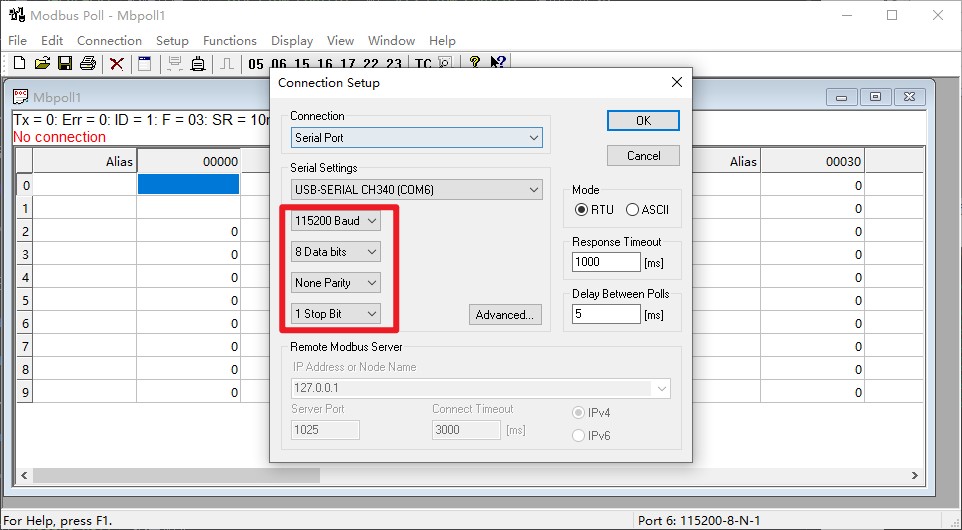 Modbus Poll - Mbpoll1
File Edit Connection Setup Functions Display View Window Help
05 06 15 16 17 22 23 TC
Mbpoll1
Tx = 0: Err = 0: ID = 1: F = 03: SR = 10
No connection
Alias 00000 Alias 00030
0 0
1 0
2 0 0
3 0 0
4 0 0
5 0 0
6 0 0
7 0 0
8 0 0
9 0 0
Connection Setup
Connection
Serial Port
OK
Cancel
Serial Settings
USB-SERIAL CH340 (COM6)
115200 Baud
8 Data bits
None Parity
1 Stop Bit
Advanced...
Mode
RTU ASCII
Response Timeout
1000 [ms]
Delay Between Polls
5 [ms]
Remote Modbus Server
IP Address or Node Name
127.0.0.1
Server Port Connect Timeout
1025 3000 [ms]
IPv4
IPv6
For Help, press F1.
Port 6: 115200-8-N-1